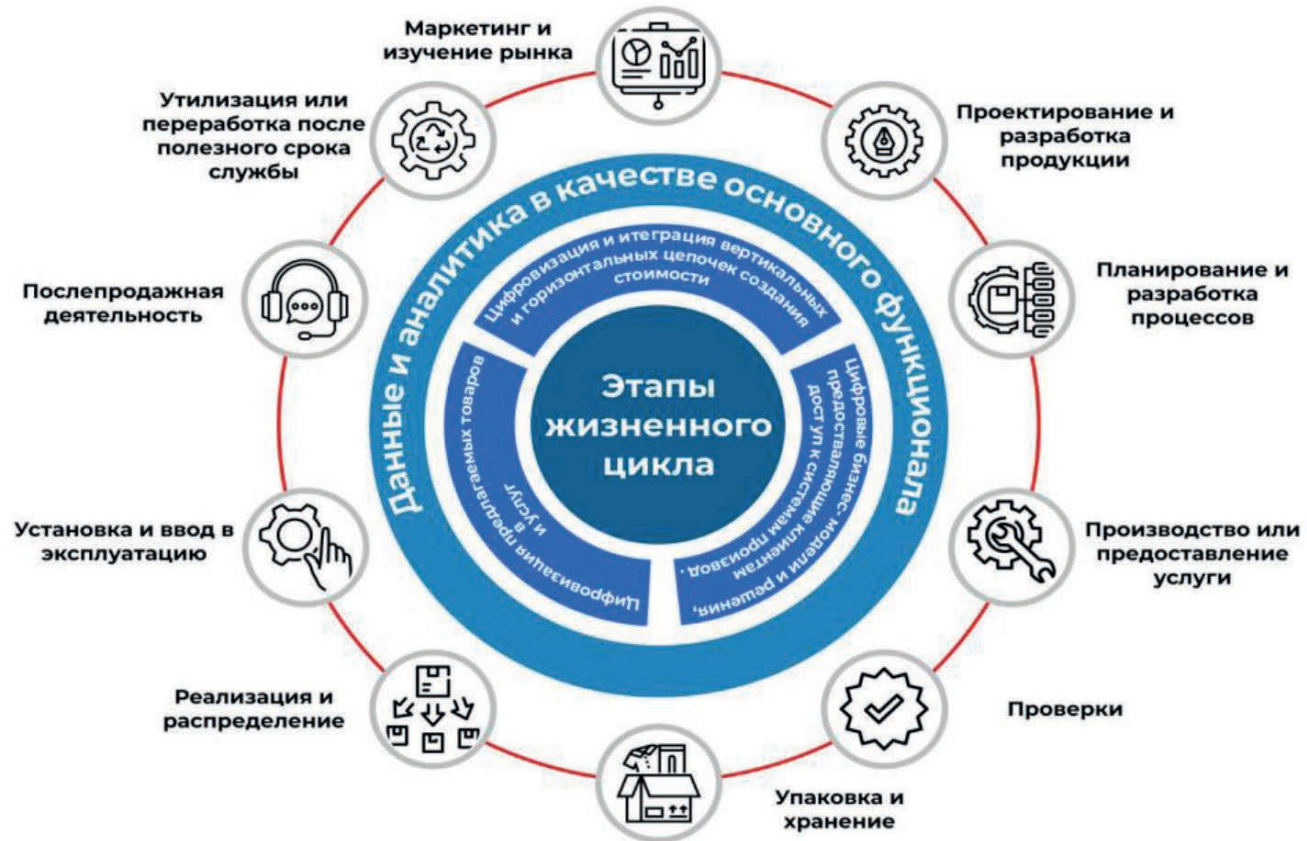 Маркетинг и
изучение рынка
Проектирование и
разработка
продукции
Планирование и
разработка
процессов
Производство или
предоставление
услуги
Проверки
Упаковка и
хранение
Реализация и
распределение
Установка и ввод в
эксплуатацию
Послепродажная
деятельность
Утилизация или
переработка после
полезного срока
службы
Данные и аналитика в качестве основного функционала
Цифровизация и итеграция вертикальных
и горизонтальных цепочек создания
стоимости
Цифровые бизнес- модели и решения,
предостваляющие клиентам
дост уп к системам производ.
Цифровизация предлагаемых товаров
в
и услуг
Этапы
жизненного
цикла